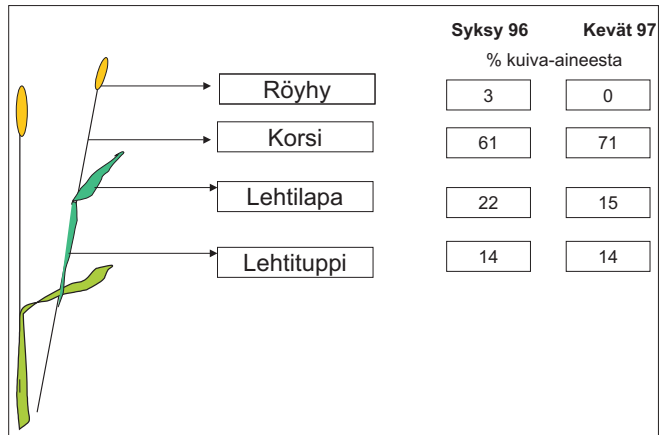 Syksy 96 Kevät 97
% kuiva-aineesta
Röyhy 3 0
Korsi 61 71
Lehtilapa 22 15
Lehtituppi 14 14